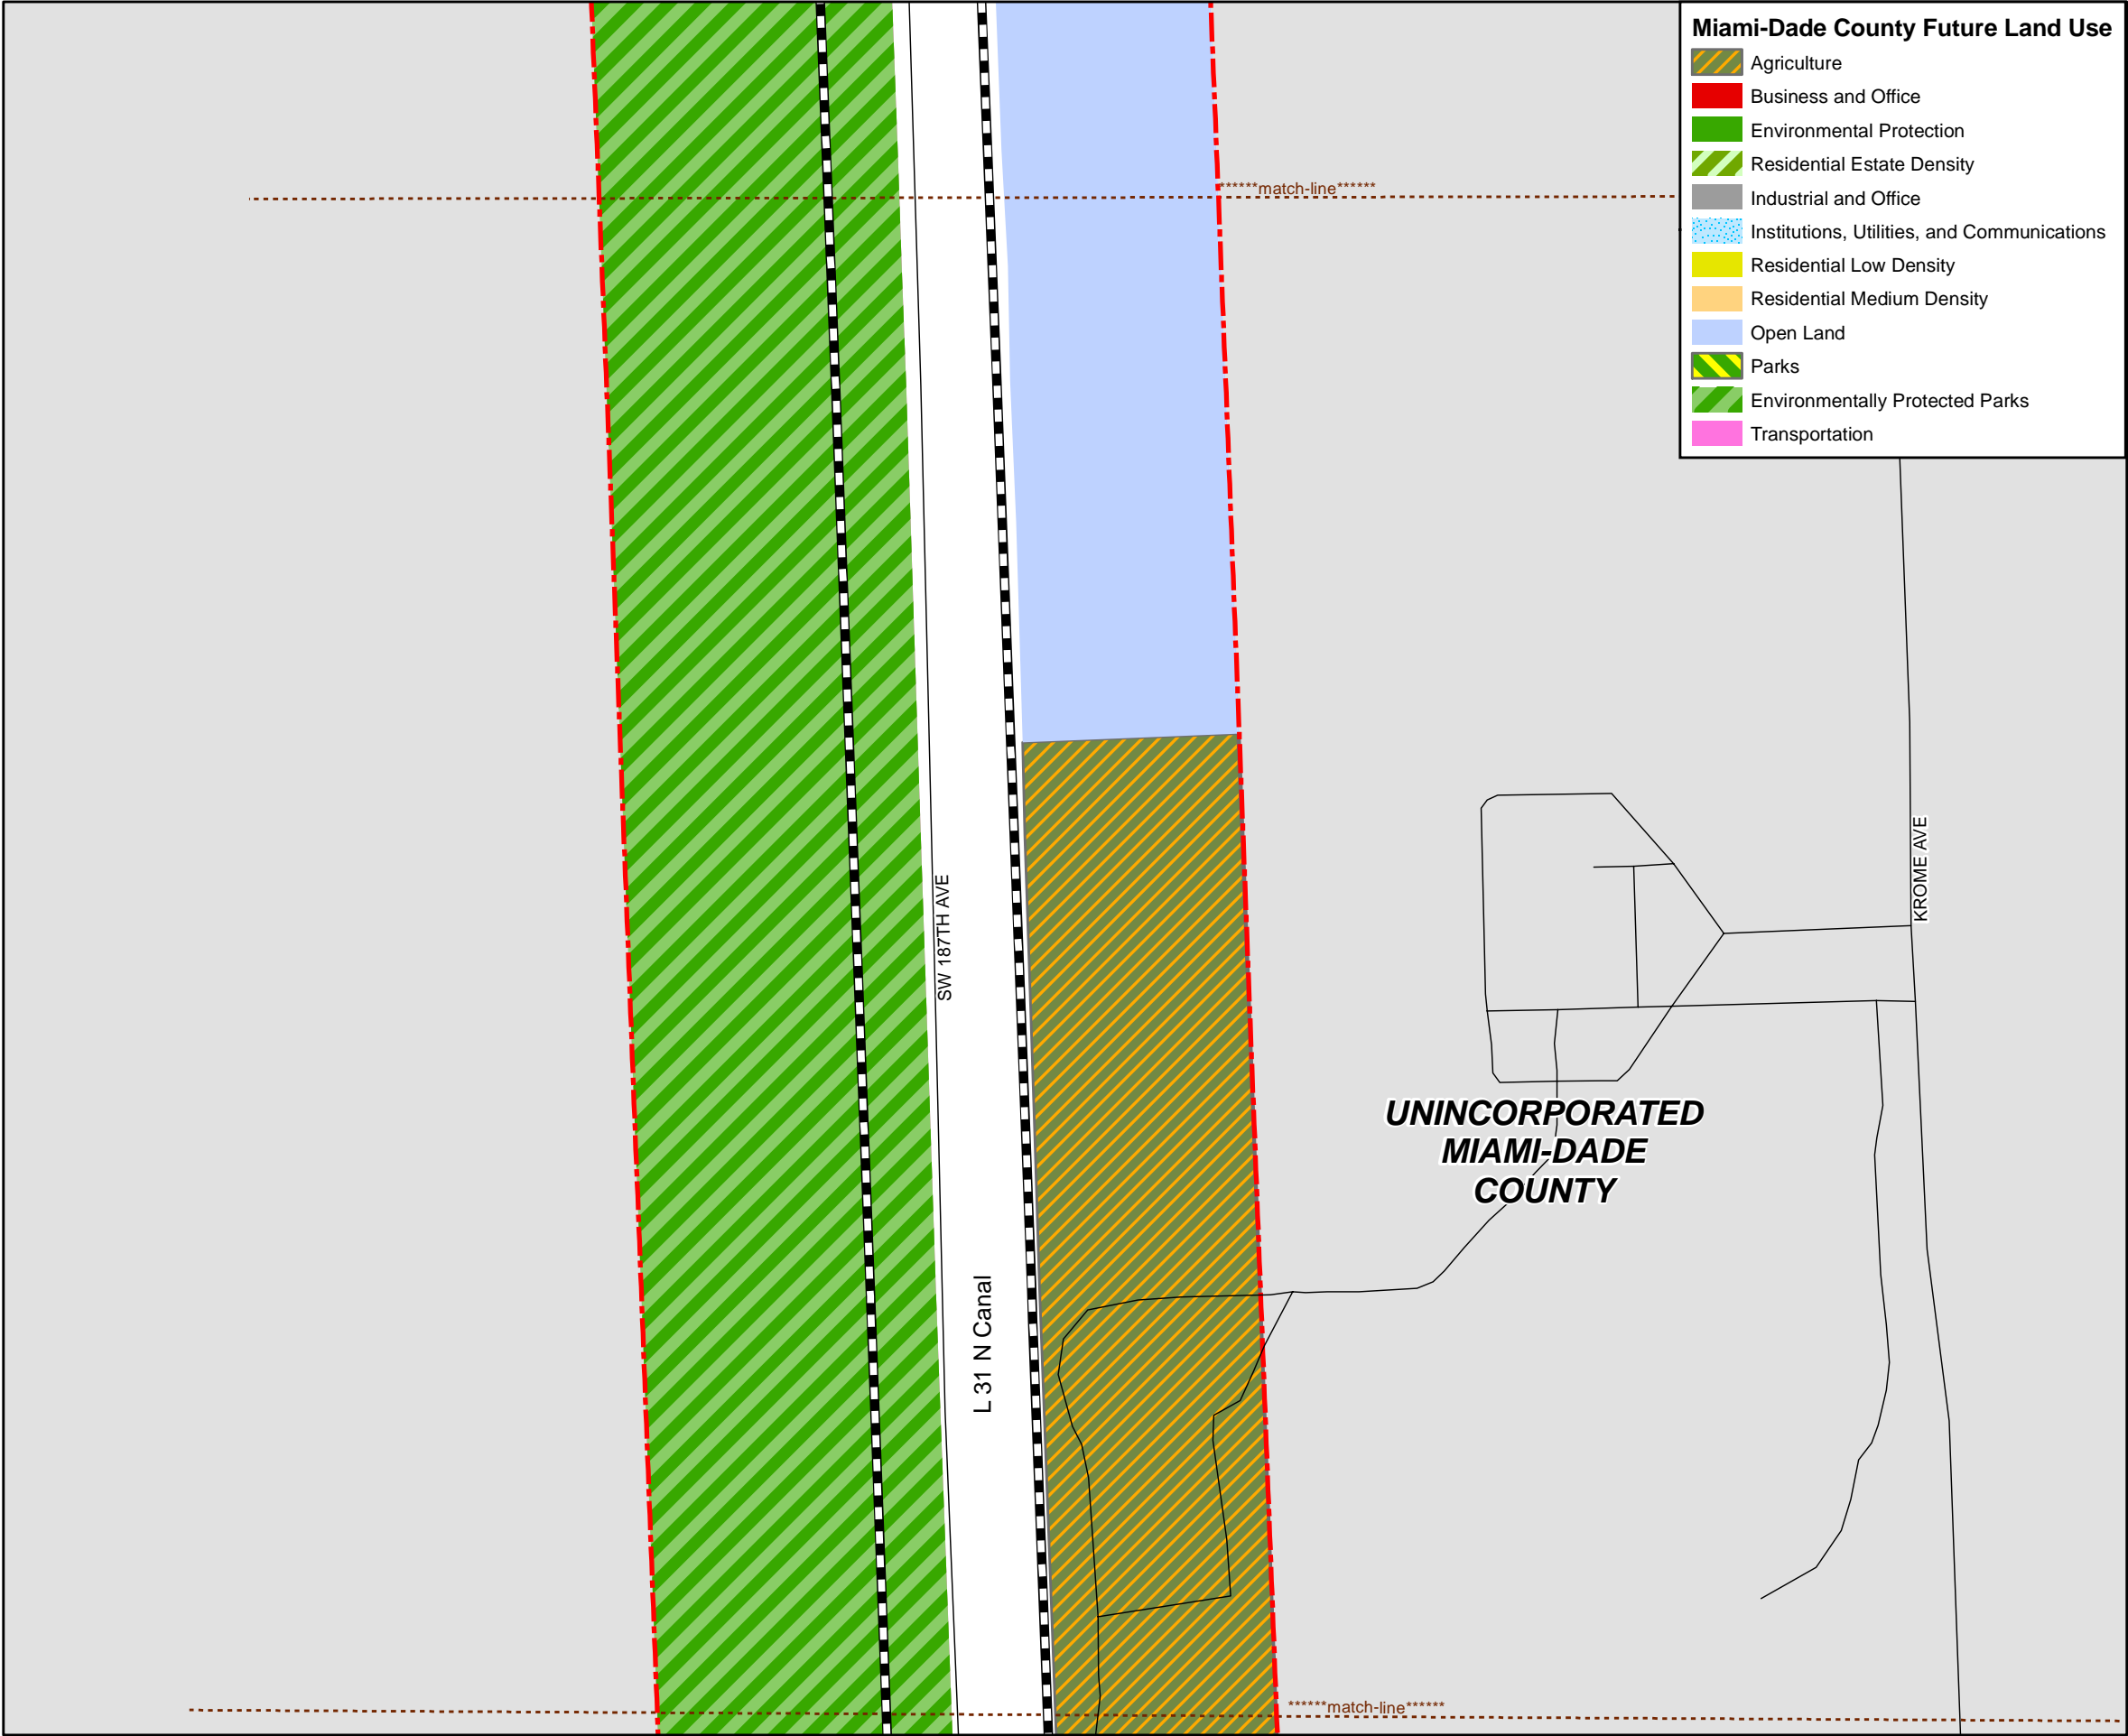 Miami-Dade County Future Land Use
Agriculture
Business and Office
Environmental Protection
Residential Estate Density
Industrial and Office
Institutions, Utilities, and Communications
Residential Low Density
Residential Medium Density
Open Land
Parks
Environmentally Protected Parks
Transportation
******match-line******
KROME AVE
SW 187TH AVE
UNINCORPORATED
MIAMI-DADE
COUNTY
L 31 N Canal
******match-line******